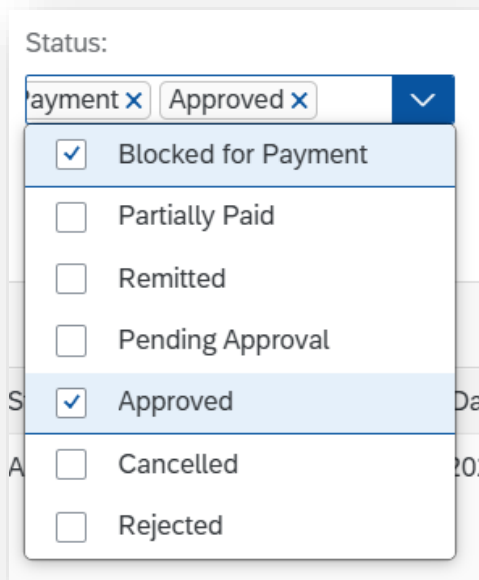 Status:
ayment Approved
Blocked for Payment
Partially Paid
Remitted
Pending Approval
Approved
Cancelled
Rejected